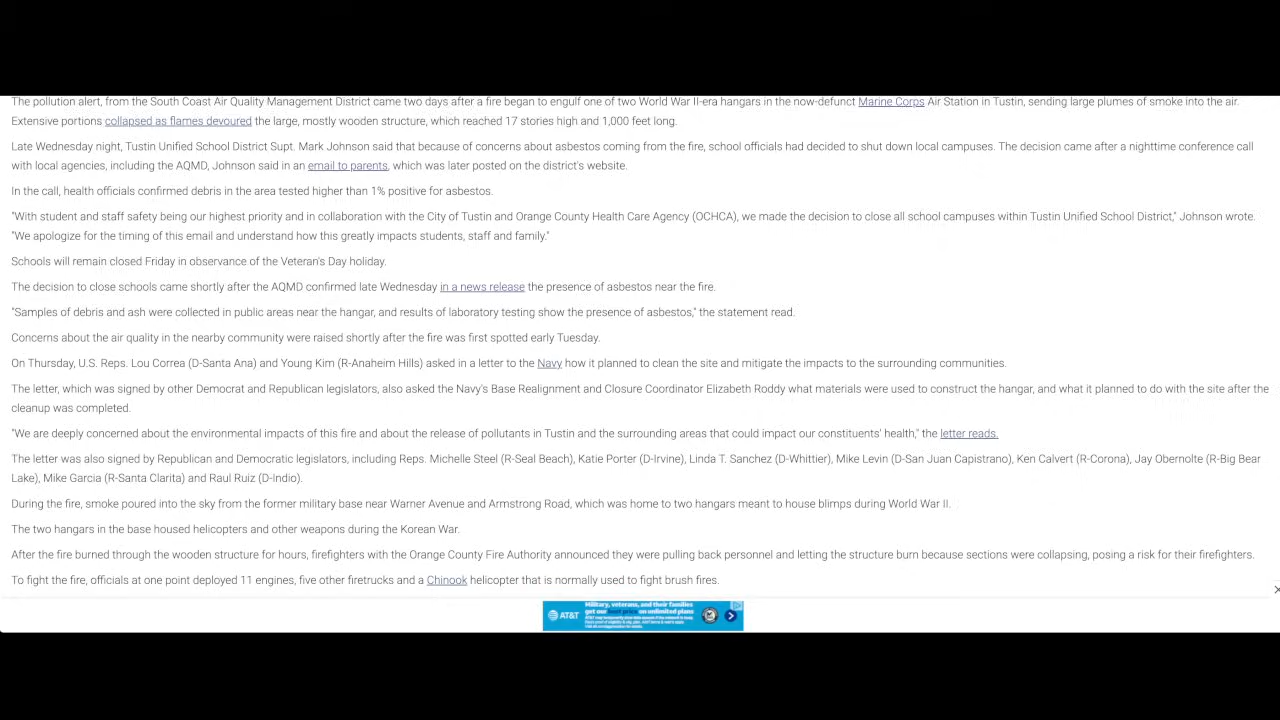 The pollution alert, from the South Coast Air Quality Management District came two days after a fire began to engulf one of two World War II-era hangars in the now-defunct Marine Corps Air Station in Tustin, sending large plumes of smoke into the air.
Extensive portions collapsed as flames devoured the large, mostly wooden structure, which reached 17 stories high and 1,000 feet long.
Late Wednesday night, Tustin Unified School District Supt. Mark Johnson said that because of concerns about asbestos coming from the fire, school officials had decided to shut down local campuses. The decision came after a nighttime conference call
with local agencies, including the AQMD, Johnson said in an email to parents, which was later posted on the district's website.
In the call, health officials confirmed debris in the area tested higher than 1% positive for asbestos.
"With student and staff safety being our highest priority and in collaboration with the City of Tustin and Orange County Health Care Agency (OCHCA), we made the decision to close all school campuses within Tustin Unified School District," Johnson wrote.
"We apologize for the timing of this email and understand how this greatly impacts students, staff and family."
Schools will remain closed Friday in observance of the Veteran's Day holiday.
The decision to close schools came shortly after the AQMD confirmed late Wednesday in a news release the presence of asbestos near the fire.
"Samples of debris and ash were collected in public areas near the hangar, and results of laboratory testing show the presence of asbestos," the statement read.
Concerns about the air quality in the nearby community were raised shortly after the fire was first spotted early Tuesday.
On Thursday, U.S. Reps. Lou Correa (D-Santa Ana) and Young Kim (R-Anaheim Hills) asked in a letter to the Navy how it planned to clean the site and mitigate the impacts to the surrounding communities.
The letter, which was signed by other Democrat and Republican legislators, also asked the Navy's Base Realignment and Closure Coordinator Elizabeth Roddy what materials were used to construct the hangar, and what it planned to do with the site after the
cleanup was completed.
"We are deeply concerned about the environmental impacts of this fire and about the release of pollutants in Tustin and the surrounding areas that could impact our constituents' health," the letter reads.
The letter was also signed by Republican and Democratic legislators, including Reps. Michelle Steel (R-Seal Beach), Katie Porter (D-Irvine), Linda T. Sanchez (D-Whittier), Mike Levin (D-San Juan Capistrano), Ken Calvert (R-Corona), Jay Obernolte (R-Big Bear
Lake), Mike Garcia (R-Santa Clarita) and Raul Ruiz (D-Indio).
During the fire, smoke poured into the sky from the former military base near Warner Avenue and Armstrong Road, which was home to two hangars meant to house blimps during World War II.
The two hangars in the base housed helicopters and other weapons during the Korean War.
After the fire burned through the wooden structure for hours, firefighters with the Orange County Fire Authority announced they were pulling back personnel and letting the structure burn because sections were collapsing, posing a risk for their firefighters.
To fight the fire, officials at one point deployed 11 engines, five other firetrucks and a Chinook helicopter that is normally used to fight brush fires.
AT&T
Military, veterans, and their families
get our best price on unlimited plans